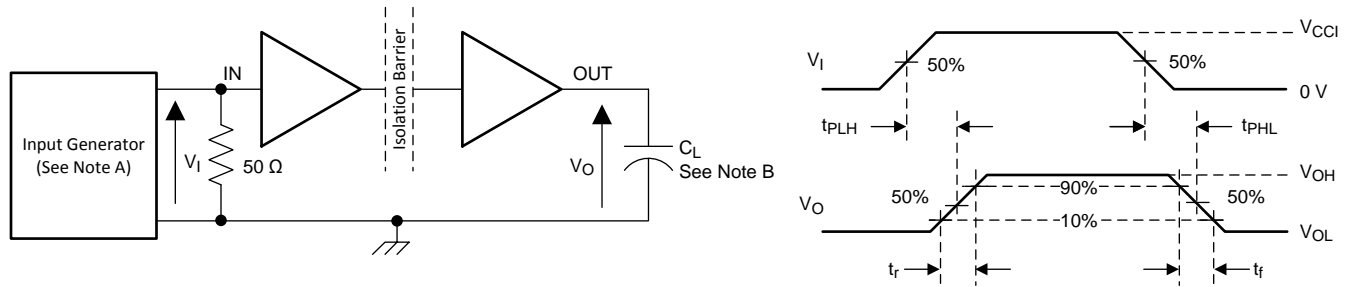 Input Generator
(See Note A)
V_I
IN
50 Ω
Isolation Barrier
OUT
V_O
C_L
See Note B
V_I
50%
50%
V_CCI
0 V
t_PLH
t_PHL
V_O
50%
90%
10%
50%
V_OH
V_OL
t_r
t_f